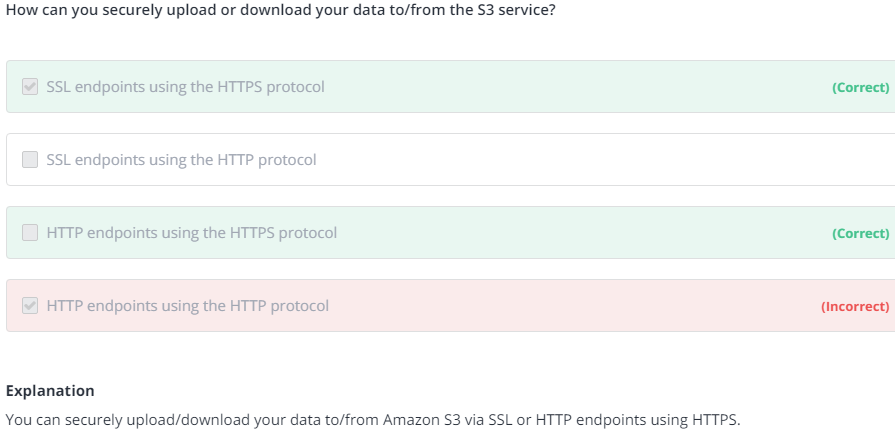 How can you securely upload or download your data to/from the S3 service?
SSL endpoints using the HTTPS protocol (Correct)
SSL endpoints using the HTTP protocol
HTTP endpoints using the HTTPS protocol (Correct)
HTTP endpoints using the HTTP protocol (Incorrect)
Explanation
You can securely upload/download your data to/from Amazon S3 via SSL or HTTP endpoints using HTTPS.